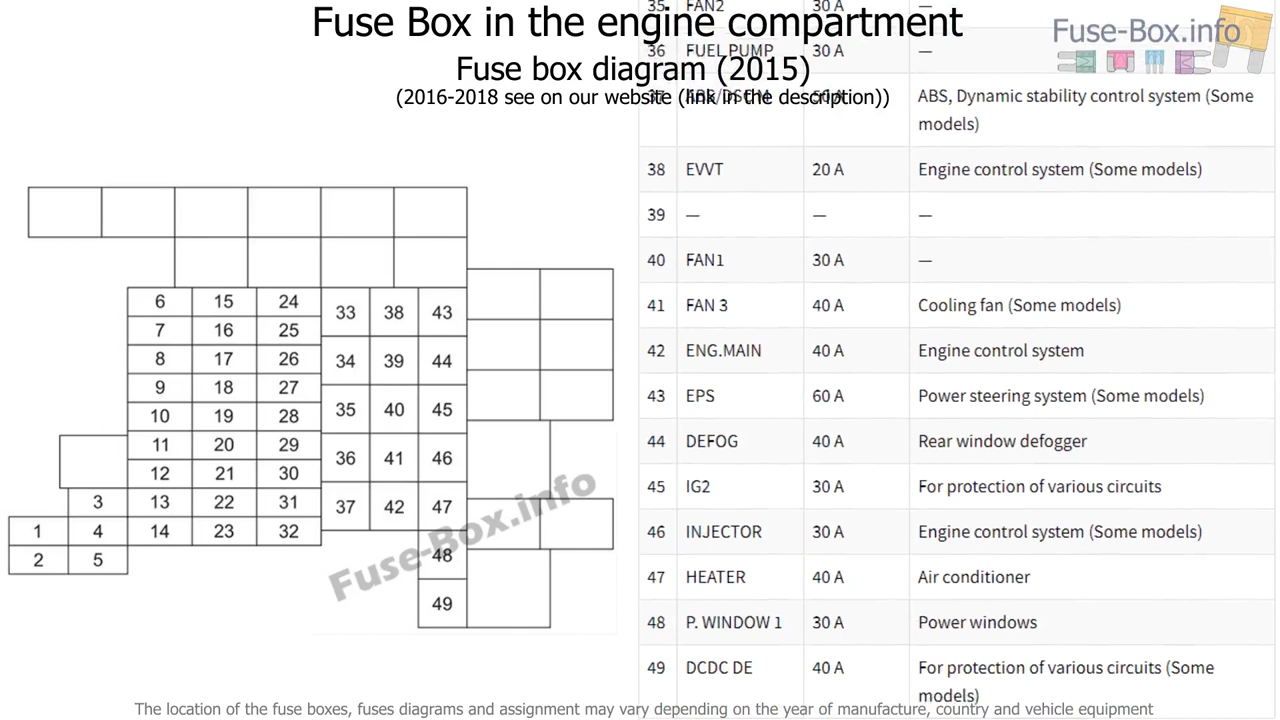 Fuse Box in the engine compartment
Fuse box diagram (2015)
(2016-2018 see on our website (link in the description))
Fuse-Box.info
6 15 24
7 16 25
8 17 26
9 18 27
10 19 28
11 20 29
12 21 30
3 13 22 31
1 4 14 23 32
2 5
33 38 43
34 39 44
35 40 45
36 41 46
37 42 47
48
49
Fuse-Box.info
35 FAN2 30 A —
36 FUEL PUMP 30 A —
ABS, Dynamic stability control system (Some
models)
38 EVVT 20 A Engine control system (Some models)
39 — — —
40 FAN1 30 A —
41 FAN 3 40 A Cooling fan (Some models)
42 ENG.MAIN 40 A Engine control system
43 EPS 60 A Power steering system (Some models)
44 DEFOG 40 A Rear window defogger
45 IG2 30 A For protection of various circuits
46 INJECTOR 30 A Engine control system (Some models)
47 HEATER 40 A Air conditioner
48 P. WINDOW 1 30 A Power windows
49 DCDC DE 40 A For protection of various circuits (Some
models)
The location of the fuse boxes, fuses diagrams and assignment may vary depending on the year of manufacture, country and vehicle equipment